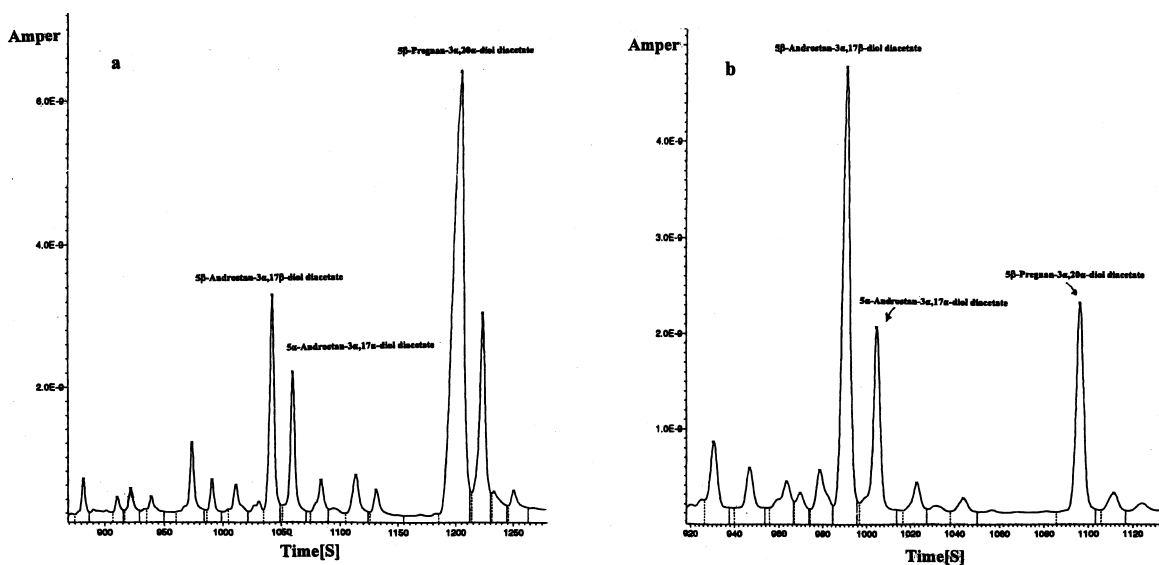 Amper
a
5β-Pregnan-3α,20α-diol diacetate
6.0E-9
5β-Androstan-3α,17β-diol diacetate
4.0E-9
5α-Androstan-3α,17α-diol diacetate
2.0E-9
900 950 1000 1050 1100 1150 1200 1250
Time[S]
Amper
b
5β-Androstan-3α,17β-diol diacetate
4.0E-9
3.0E-9
5β-Pregnan-3α,20α-diol diacetate
5α-Androstan-3α,17α-diol diacetate
2.0E-9
1.0E-9
920 940 960 980 1000 1020 1040 1060 1080 1100 1120
Time[S]